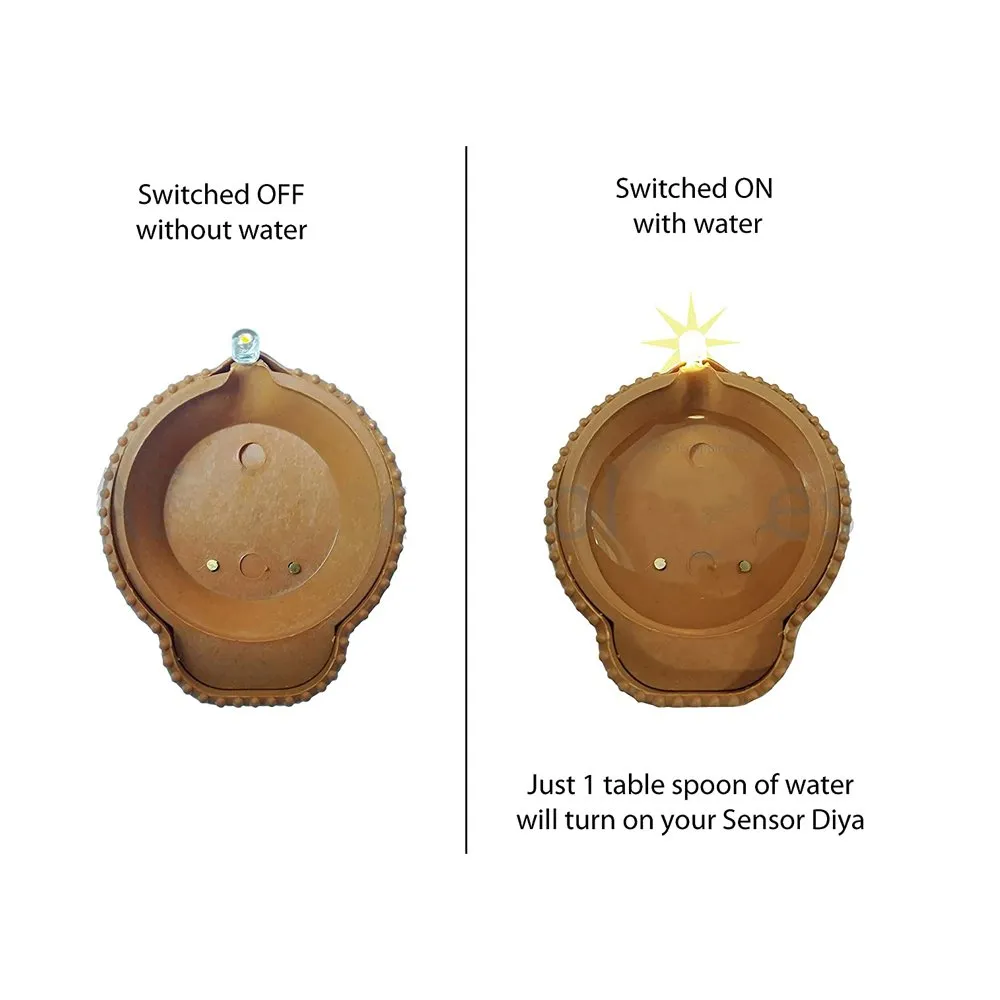 Switched OFF
without water
Switched ON
with water
Just 1 table spoon of water
will turn on your Sensor Diya